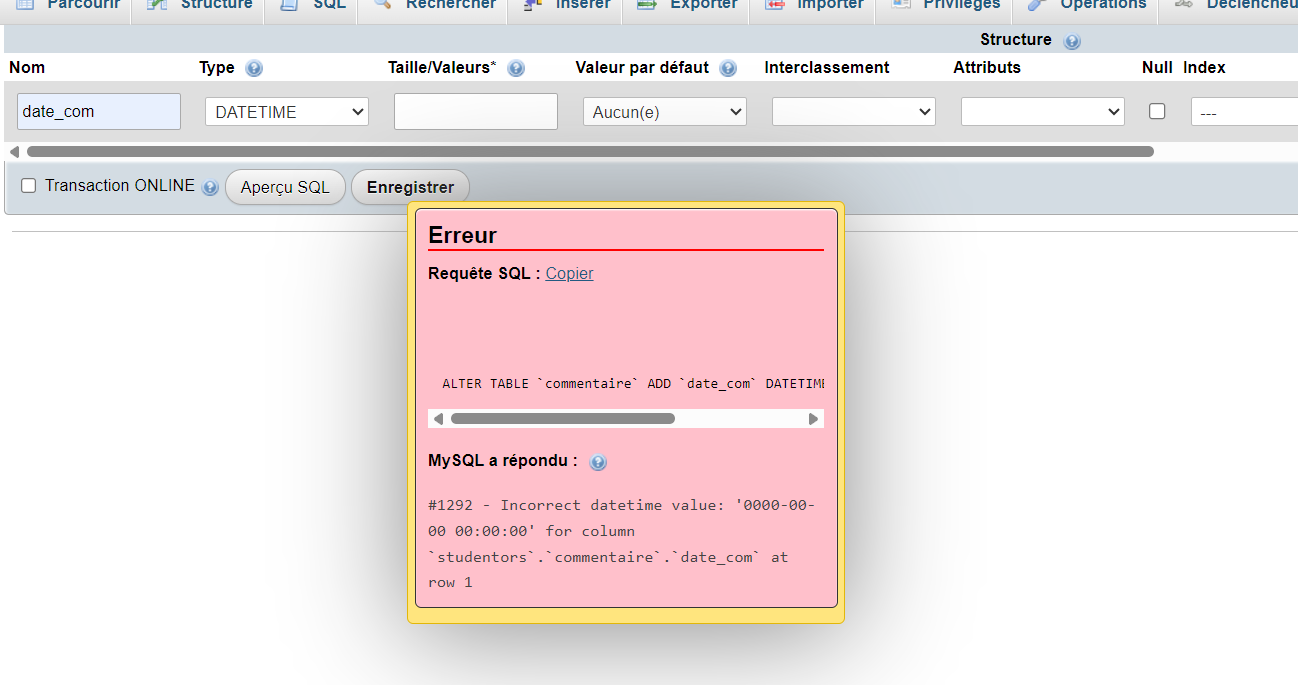 Parcourir Structure SQL Rechercher Insérer Exporter Importer Privilèges Opérations
Structure
Nom Type Taille/Valeurs* Valeur par défaut Interclassement Attributs Null Index
date_com DATETIME Aucun(e) ---
Transaction ONLINE Aperçu SQL Enregistrer
Erreur
Requête SQL : Copier
ALTER TABLE `commentaire` ADD `date_com` DATETIME
MySQL a répondu :
#1292 - Incorrect datetime value: '0000-00-
00 00:00:00' for column
`studentors`.`commentaire`.`date_com` at
row 1